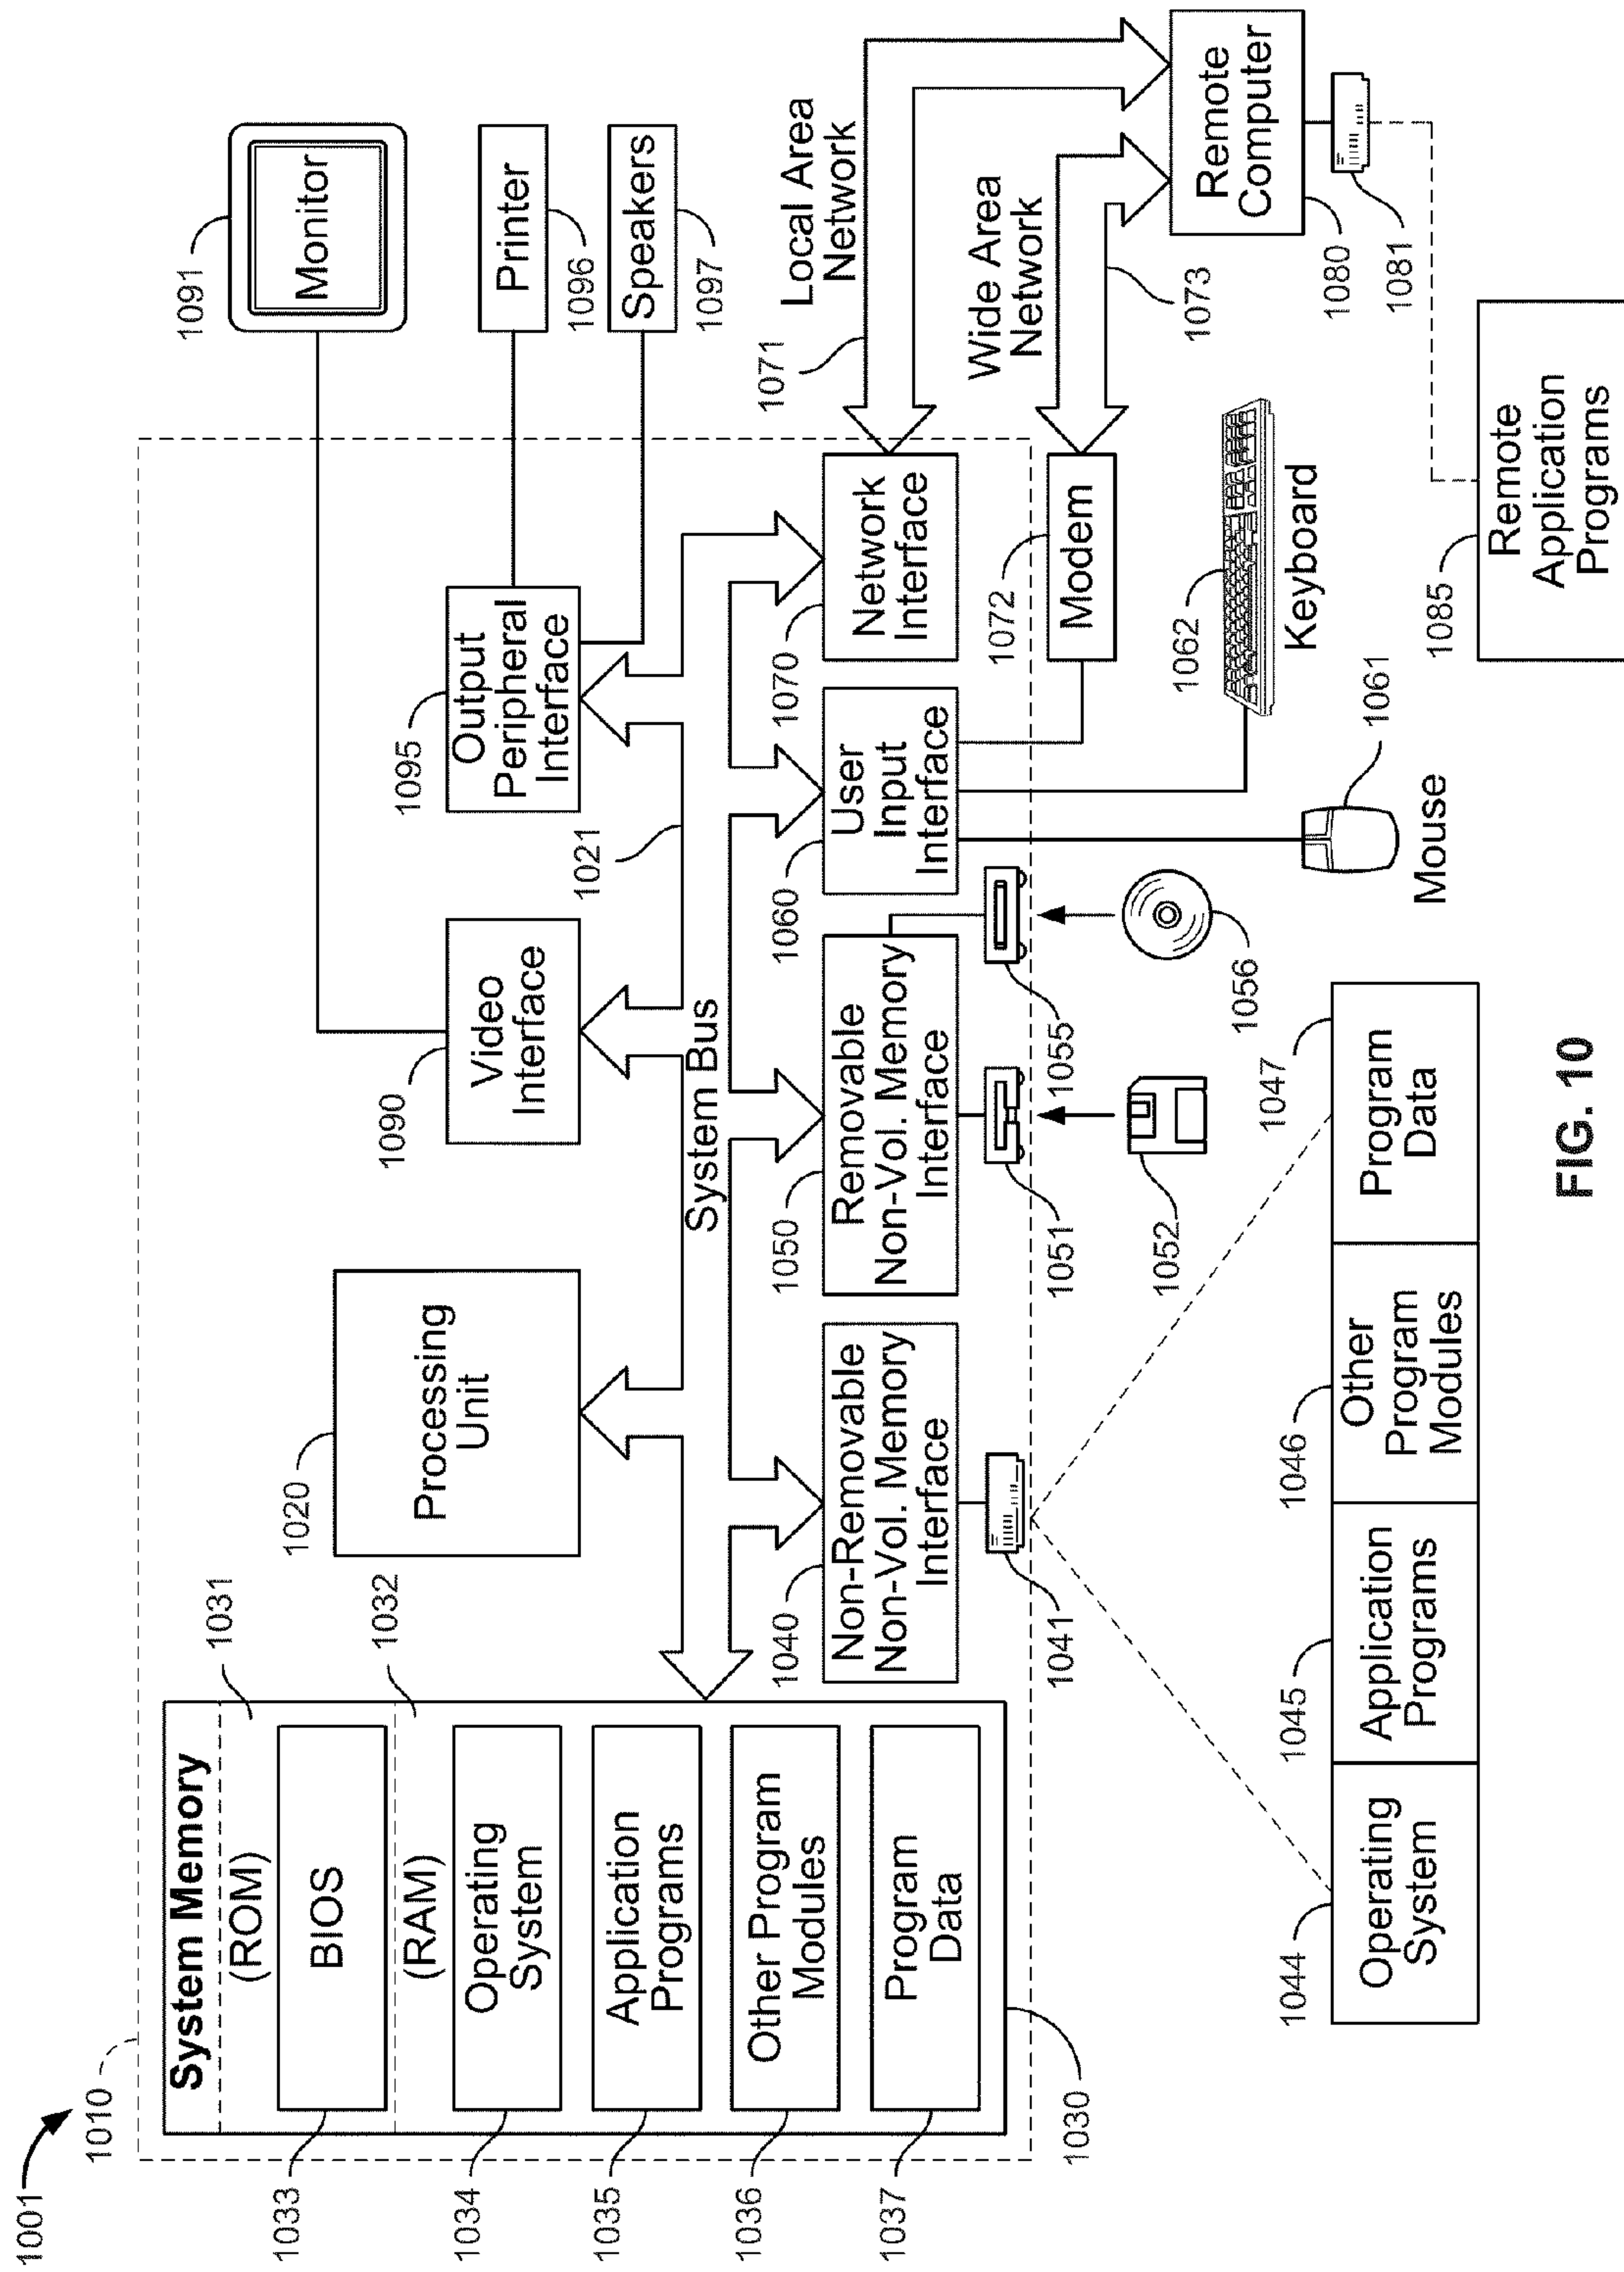 1001
1010
System Memory
(ROM)
1031
BIOS
1033
(RAM)
1032
Operating
System
1034
Application
Programs
1035
Other Program
Modules
1036
Program
Data
1037
1030
1020
Processing
Unit
1090
Video
Interface
1095
Output
Peripheral
Interface
1021
System Bus
1091
Monitor
Printer
1096
Speakers
1097
1040
Non-Removable
Non-Vol. Memory
Interface
1041
1050
Removable
Non-Vol. Memory
Interface
1051
1055
1052
1056
1060
User
Input
Interface
1070
Network
Interface
1071
Local Area
Network
1072
Modem
Wide Area
Network
1073
1062
Keyboard
1061
Mouse
Remote
Computer
1080
1081
1085
Remote
Application
Programs
1044
Operating
System
1045
Application
Programs
1046
Other
Program
Modules
1047
Program
Data
FIG. 10